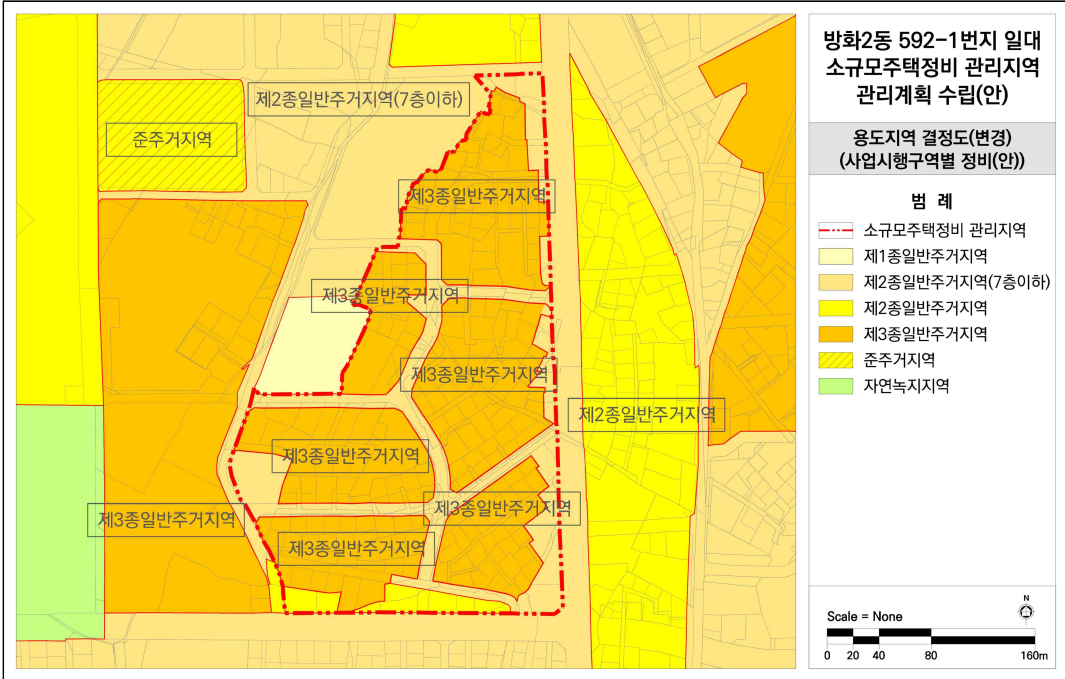 방화2동 592-1번지 일대
소규모주택정비 관리지역
관리계획 수립(안)
용도지역 결정도(변경)
(사업시행구역별 정비(안))
범 례
소규모주택정비 관리지역
제1종일반주거지역
제2종일반주거지역(7층이하)
제2종일반주거지역
제3종일반주거지역
준주거지역
자연녹지지역
Scale = None
N
0 20 40 80 160m
제2종일반주거지역(7층이하)
준주거지역
제3종일반주거지역
제3종일반주거지역
제3종일반주거지역
제2종일반주거지역
제3종일반주거지역
제3종일반주거지역
제3종일반주거지역
제3종일반주거지역